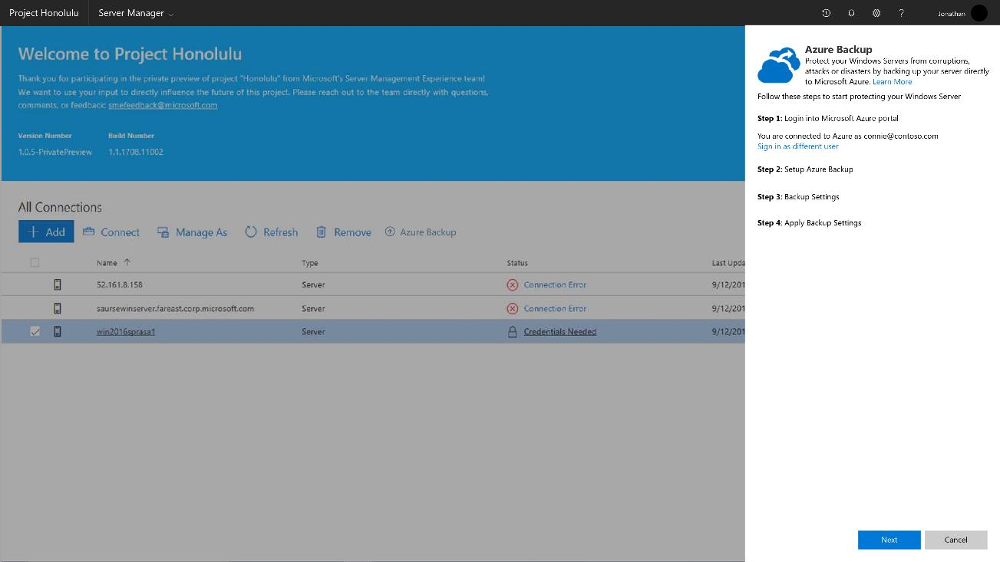 Project Honolulu
Server Manager
?
Jonathan
Welcome to Project Honolulu
Thank you for participating in the private preview of project "Honolulu" from Microsoft's Server Management Experience team!
We want to use your input to directly influence the future of this project. Please reach out to the team directly with questions,
comments, or feedback: smefeedback@microsoft.com
Version Number Build Number
1.0.5-PrivatePreview 1.1.1708.11002
All Connections
Add Connect Manage As Refresh Remove Azure Backup
Name Type Status Last Upda
52.161.8.158 Server Connection Error 9/12/201
saursewinserver.fareast.corp.microsoft.com Server Connection Error 9/12/201
win2016sprasa1 Server Credentials Needed 9/12/201
Azure Backup
Protect your Windows Servers from corruptions,
attacks or disasters by backing up your server directly
to Microsoft Azure. Learn More
Follow these steps to start protecting your Windows Server
Step 1: Login into Microsoft Azure portal
You are connected to Azure as connie@contoso.com
Sign in as different user
Step 2: Setup Azure Backup
Step 3: Backup Settings
Step 4: Apply Backup Settings
Next Cancel